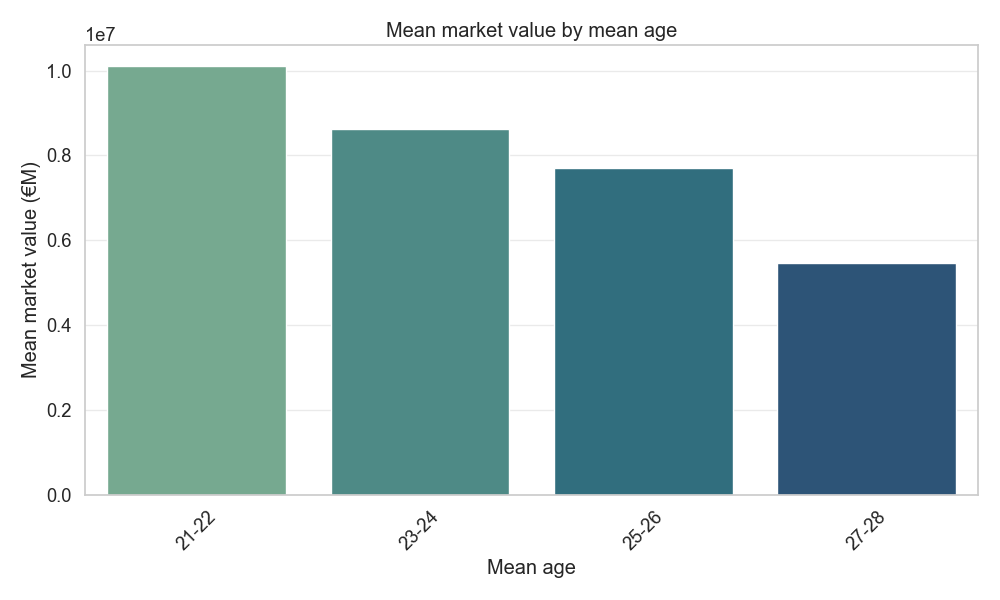 Mean market value by mean age
1e7
Mean market value (€M)
1.0
0.8
0.6
0.4
0.2
0.0
21-22
23-24
25-26
27-28
Mean age